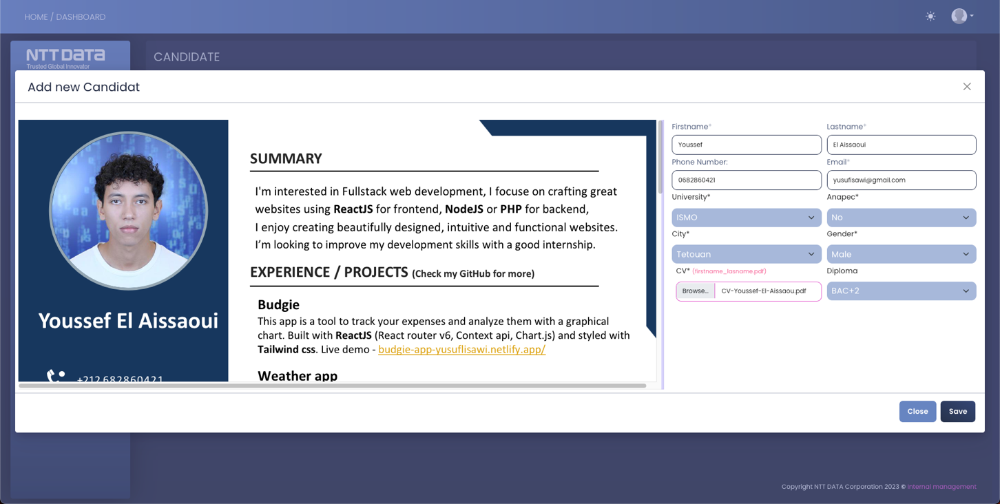 HOME / DASHBOARD
NTT DATA
Trusted Global Innovator
CANDIDATE
Add new Candidat
Youssef El Aissaoui
+212 682860421
SUMMARY
I'm interested in Fullstack web development, I focus on crafting great
websites using ReactJS for frontend, NodeJS or PHP for backend,
I enjoy creating beautifully designed, intuitive and functional websites.
I'm looking to improve my development skills with a good internship.
EXPERIENCE / PROJECTS (Check my GitHub for more)
Budgie
This app is a tool to track your expenses and analyze them with a graphical
chart. Built with ReactJS (React router v6, Context api, Chart.js) and styled with
Tailwind css. Live demo - budgie-app-yusuflisawi.netlify.app/
Weather app
Firstname* Lastname*
Youssef El Aissaoui
Phone Number: Email*
0682860421 yusufisawi@gmail.com
University* Anapec*
ISMO No
City* Gender*
Tetouan Male
CV* (firstname_lasname.pdf) Diploma
Browse... CV-Youssef-El-Aissaou.pdf BAC+2
Close Save
Copyright NTT DATA Corporation 2023 © Internal management